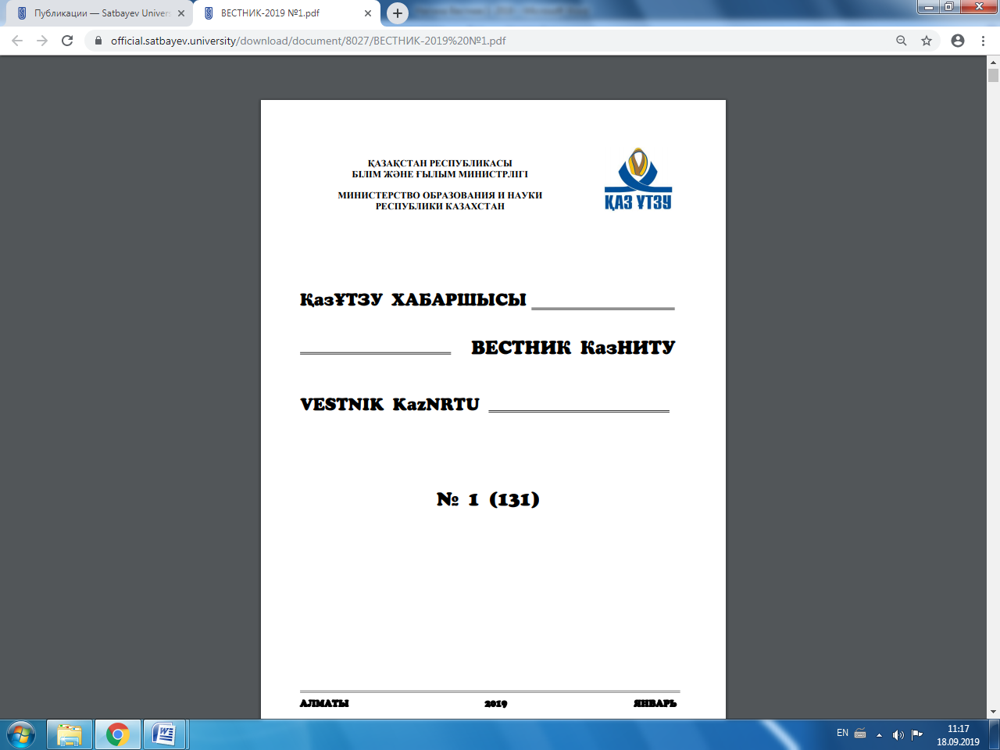 Публикации — Satbayev Univers
ВЕСТНИК-2019 №1.pdf
official.satbayev.university/download/document/8027/ВЕСТНИК-2019%20№1.pdf
ҚАЗАҚСТАН РЕСПУБЛИКАСЫ
БІЛІМ ЖӘНЕ ҒЫЛЫМ МИНИСТРЛІГІ
МИНИСТЕРСТВО ОБРАЗОВАНИЯ И НАУКИ
РЕСПУБЛИКИ КАЗАХСТАН
ҚАЗ ҰТЗУ
ҚазҰТЗУ ХАБАРШЫСЫ
ВЕСТНИК КазНИТУ
VESTNIK KazNRTU
№ 1 (131)
АЛМАТЫ 2019 ЯНВАРЬ
EN
11:17
18.09.2019